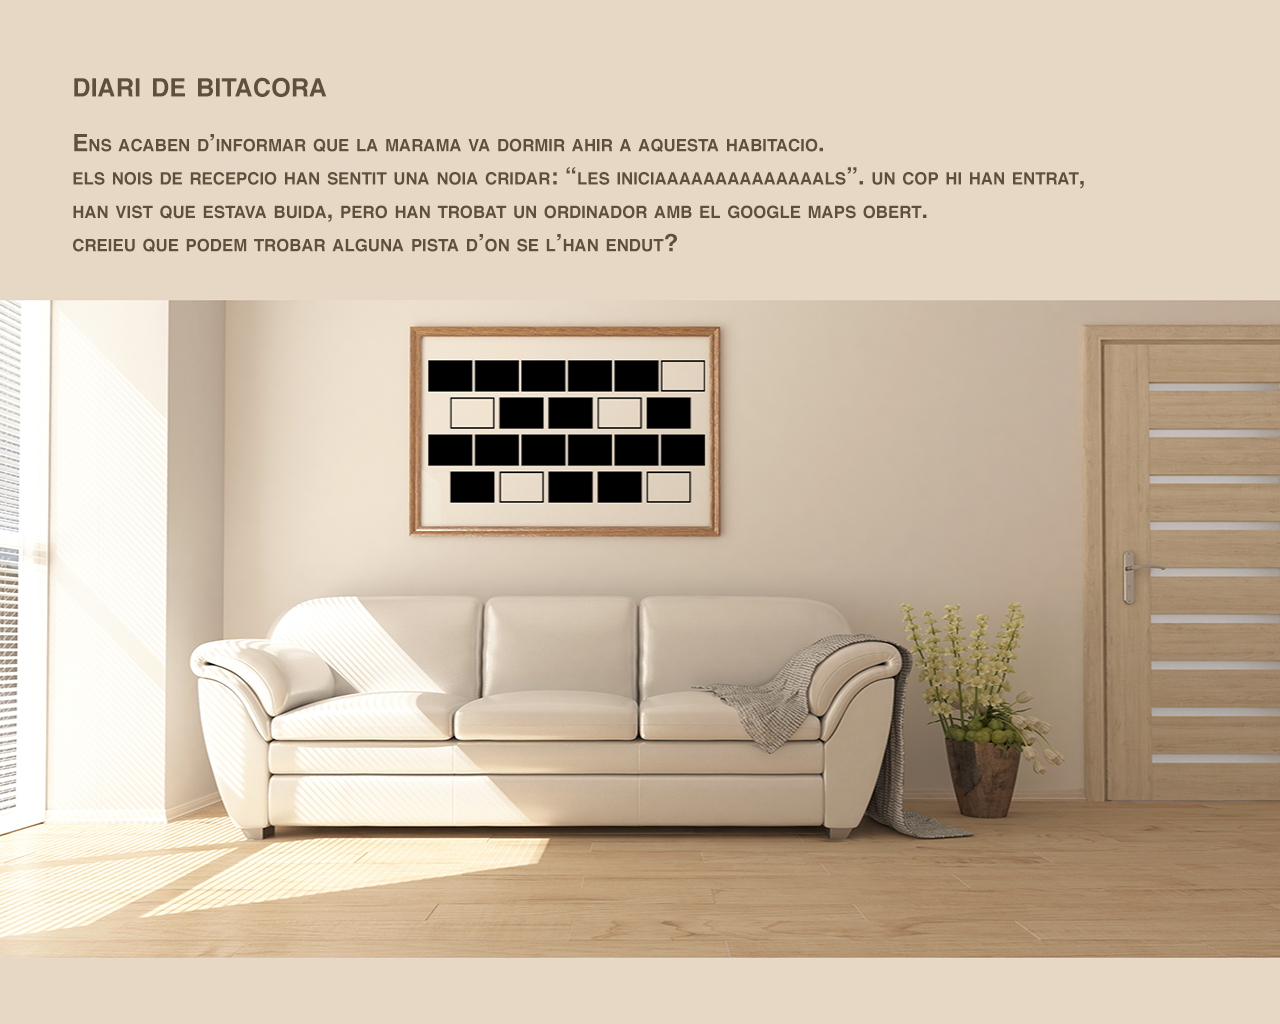 DIARI DE BITACORA
ENS ACABEN D’INFORMAR QUE LA MARAMA VA DORMIR AHIR A AQUESTA HABITACIO.
ELS NOIS DE RECEPCIO HAN SENTIT UNA NOIA CRIDAR: “LES INICIAAAAAAAAAAAAAAALS”. UN COP HI HAN ENTRAT,
HAN VIST QUE ESTAVA BUIDA, PERO HAN TROBAT UN ORDINADOR AMB EL GOOGLE MAPS OBERT.
CREIEU QUE PODEM TROBAR ALGUNA PISTA D’ON SE L’HAN ENDUT?